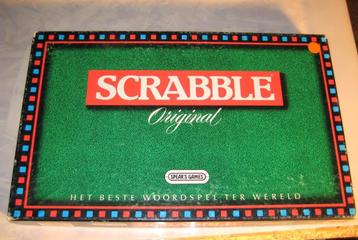 SCRABBLE
Original
SPEAR'S GAMES
HET BESTE WOORDSPEL TER WERELD